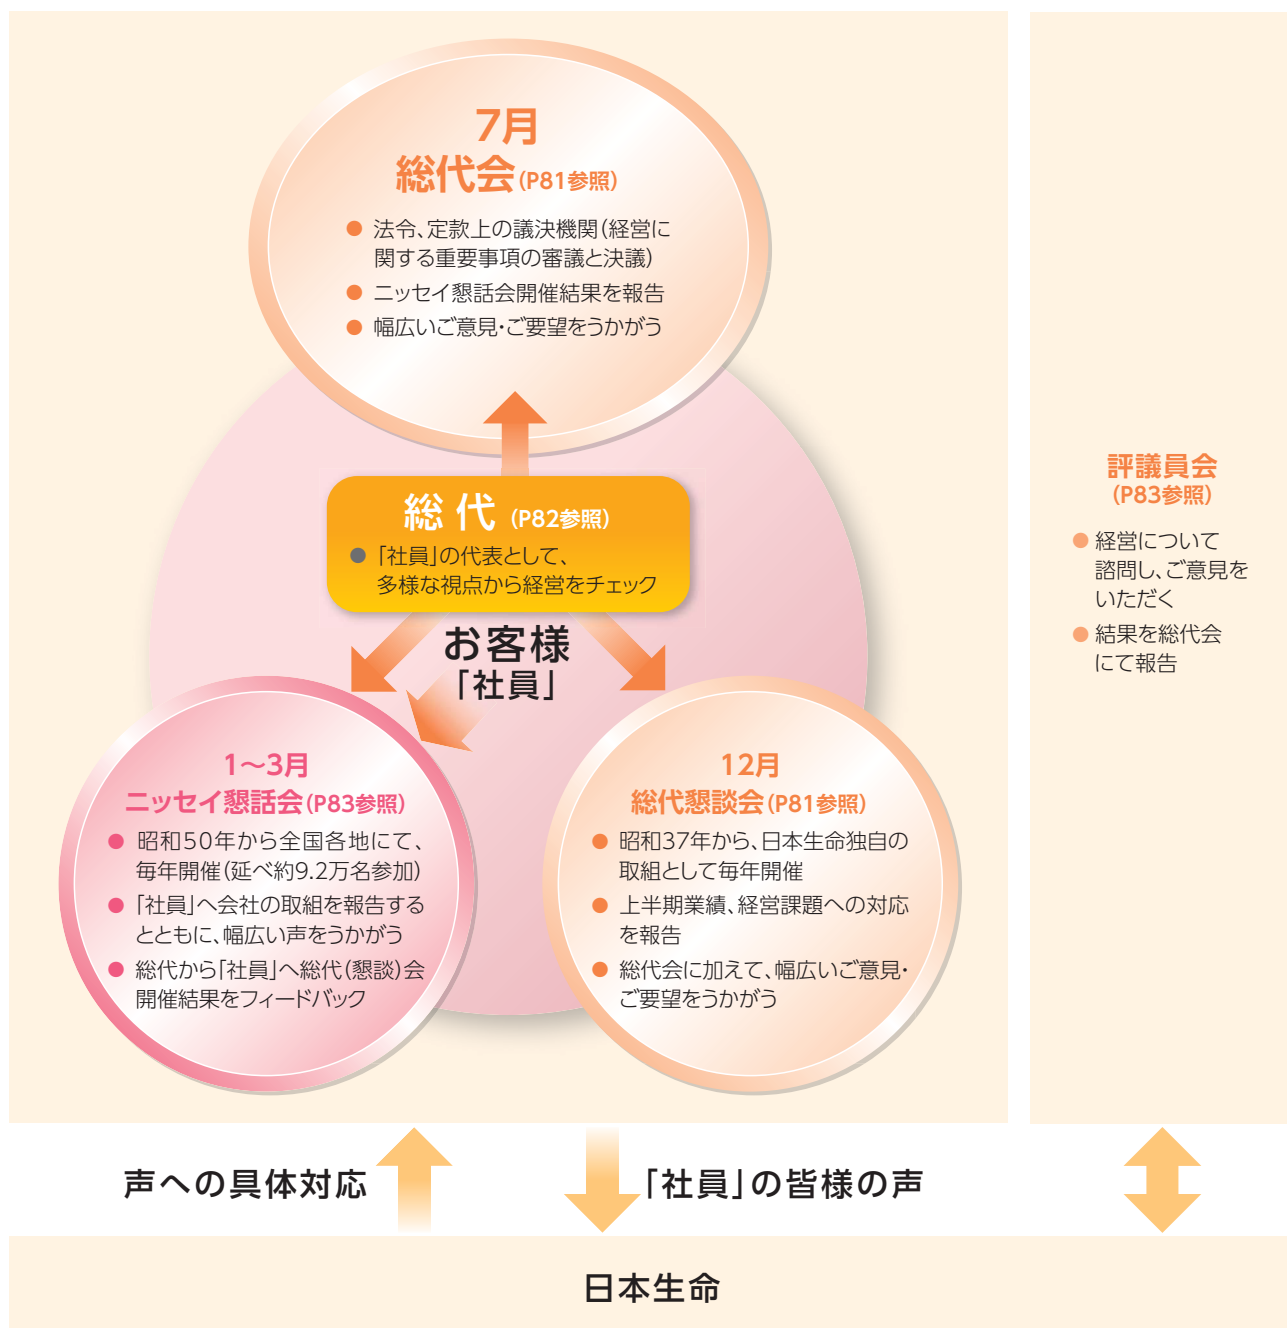 7月
総代会(P81参照)
● 法令、定款上の議決機関(経営に
関する重要事項の審議と決議)
● ニッセイ懇話会開催結果を報告
● 幅広いご意見・ご要望をうかがう
総代(P82参照)
● 「社員」の代表として、
多様な視点から経営をチェック
お客様
「社員」
1～3月
ニッセイ懇話会(P83参照)
● 昭和50年から全国各地にて、
毎年開催(延べ約9.2万名参加)
● 「社員」へ会社の取組を報告する
とともに、幅広い声をうかがう
● 総代から「社員」へ総代(懇談)会
開催結果をフィードバック
12月
総代懇談会(P81参照)
● 昭和37年から、日本生命独自の
取組として毎年開催
● 上半期業績、経営課題への対応
を報告
● 総代会に加えて、幅広いご意見・
ご要望をうかがう
評議員会
(P83参照)
● 経営について
諮問し、ご意見を
いただく
● 結果を総代会
にて報告
声への具体対応
「社員」の皆様の声
日本生命